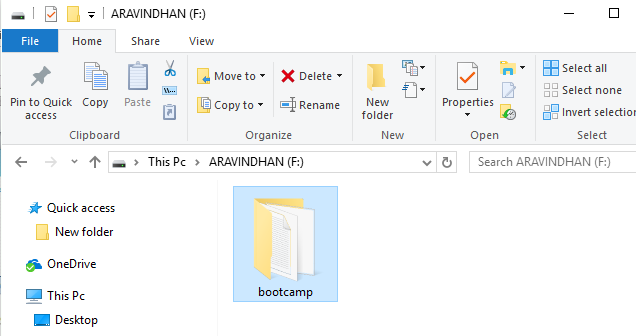 ARAVINDHAN (F:)
File Home Share View
Pin to Quick access
Copy
Paste
Move to
Copy to
Delete
Rename
New folder
Properties
Select all
Select none
Invert selection
Clipboard Organize New Open Select
This Pc ARAVINDHAN (F:) Search ARAVINDHAN (F:)
Quick access
New folder
OneDrive
This Pc
Desktop
bootcamp